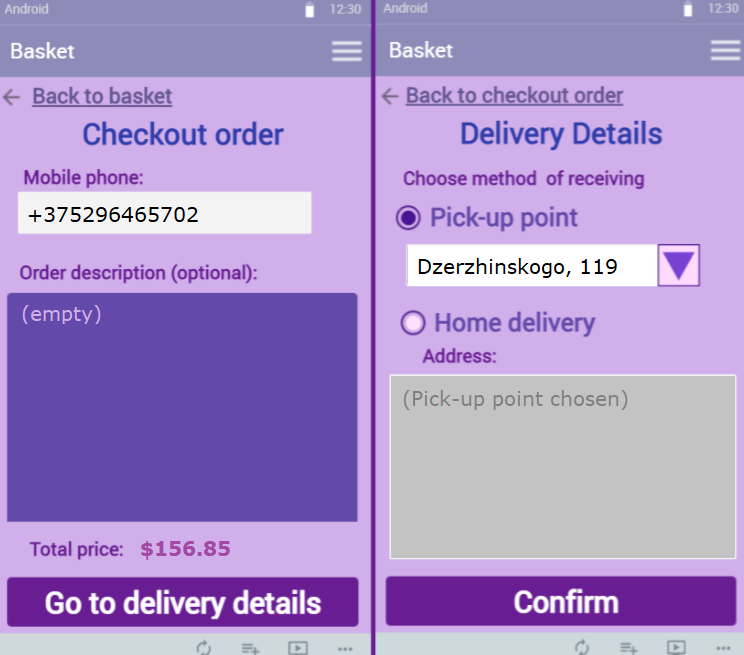 Android 12:30
Basket
Back to basket
Checkout order
Mobile phone:
+375296465702
Order description (optional):
(empty)
Total price: $156.85
Go to delivery details
Android 12:30
Basket
Back to checkout order
Delivery Details
Choose method of receiving
Pick-up point
Dzerzhinskogo, 119
Home delivery
Address:
(Pick-up point chosen)
Confirm